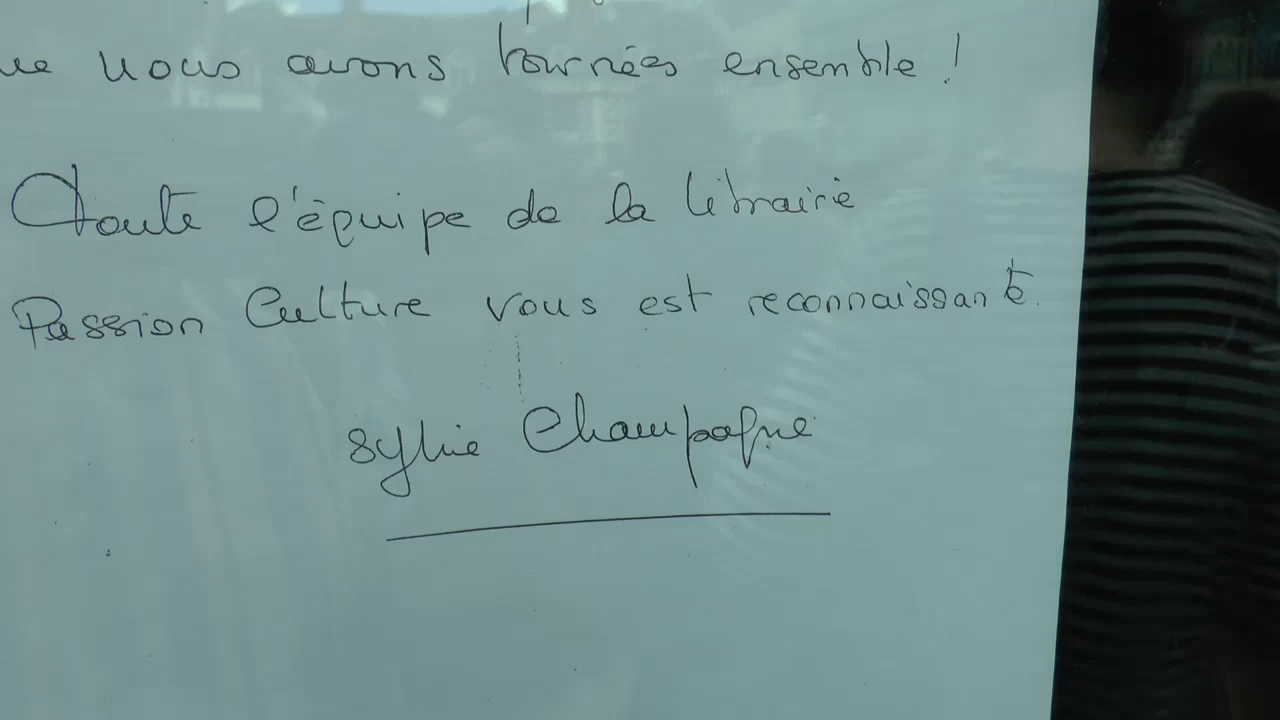 nous avons tournées ensemble !
Toute l'équipe de la librairie
Passion Culture vous est reconnaissante.
Sylvie Champagne